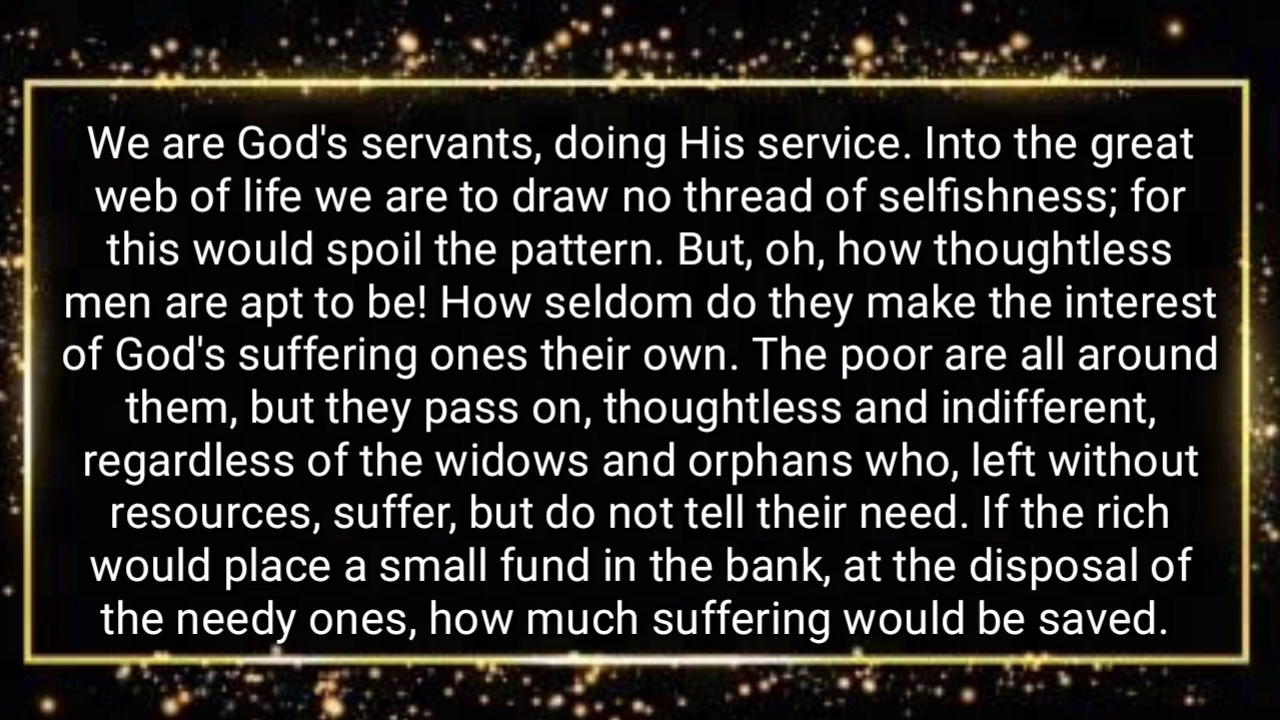 We are God's servants, doing His service. Into the great
web of life we are to draw no thread of selfishness; for
this would spoil the pattern. But, oh, how thoughtless
men are apt to be! How seldom do they make the interest
of God's suffering ones their own. The poor are all around
them, but they pass on, thoughtless and indifferent,
regardless of the widows and orphans who, left without
resources, suffer, but do not tell their need. If the rich
would place a small fund in the bank, at the disposal of
the needy ones, how much suffering would be saved.